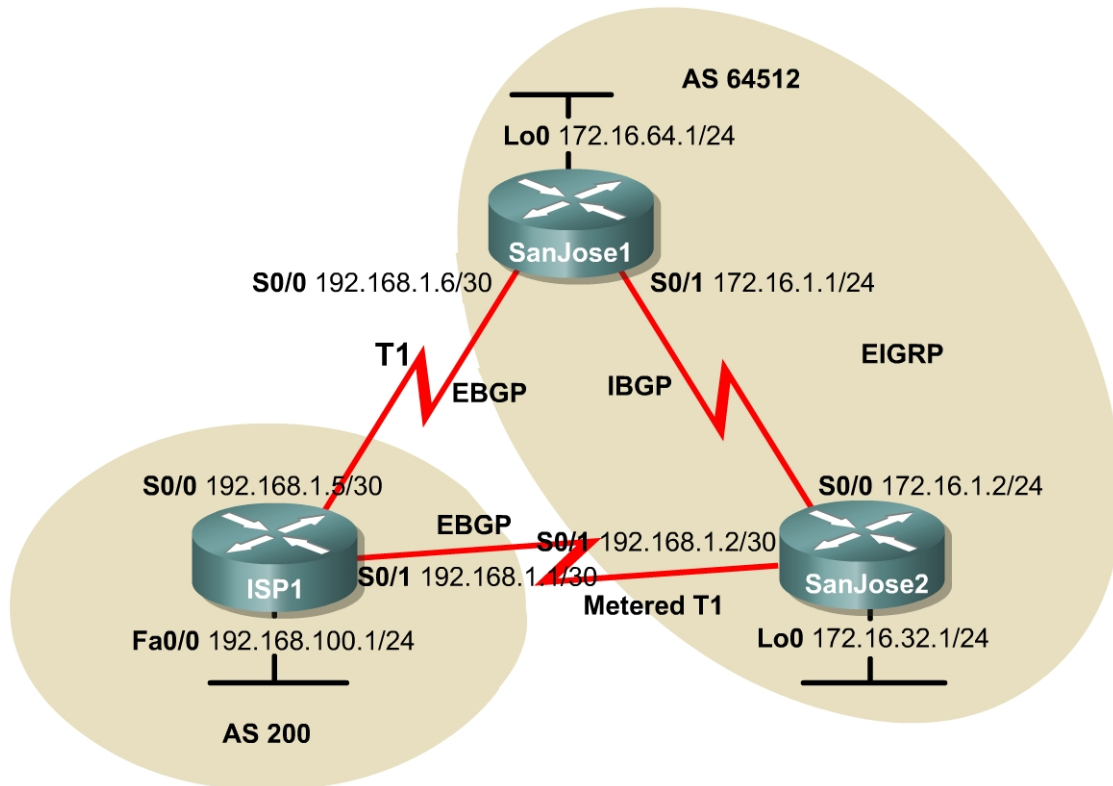 AS 64512
Lo0 172.16.64.1/24
SanJose1
S0/0 192.168.1.6/30
S0/1 172.16.1.1/24
T1
EIGRP
EBGP
IBGP
S0/0 192.168.1.5/30
S0/0 172.16.1.2/24
EBGP
S0/1 192.168.1.2/30
ISP1
S0/1 192.168.1.1/30
SanJose2
Metered T1
Fa0/0 192.168.100.1/24
Lo0 172.16.32.1/24
AS 200